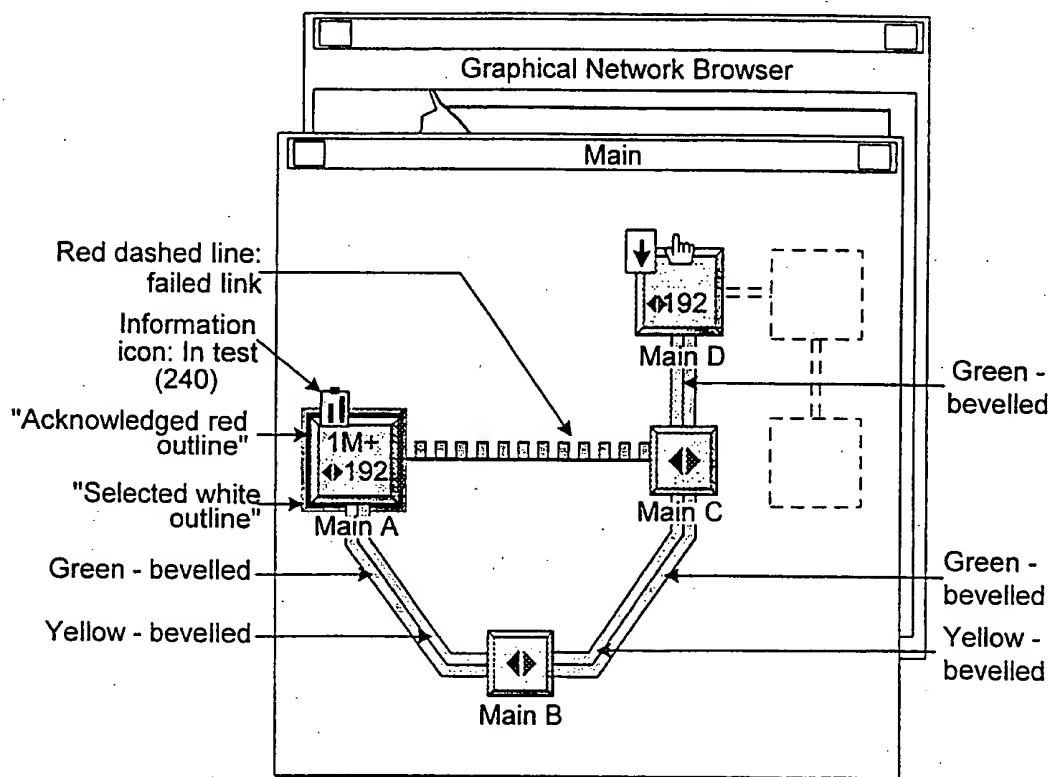 Graphical Network Browser
Main
Red dashed line:
failed link
Information
icon: In test
(240)
192
Main D
Green -
bevelled
"Acknowledged red
outline"
1M+
192
"Selected white
outline"
Main A
Main C
Green - bevelled
Green -
bevelled
Yellow - bevelled
Yellow -
bevelled
Main B